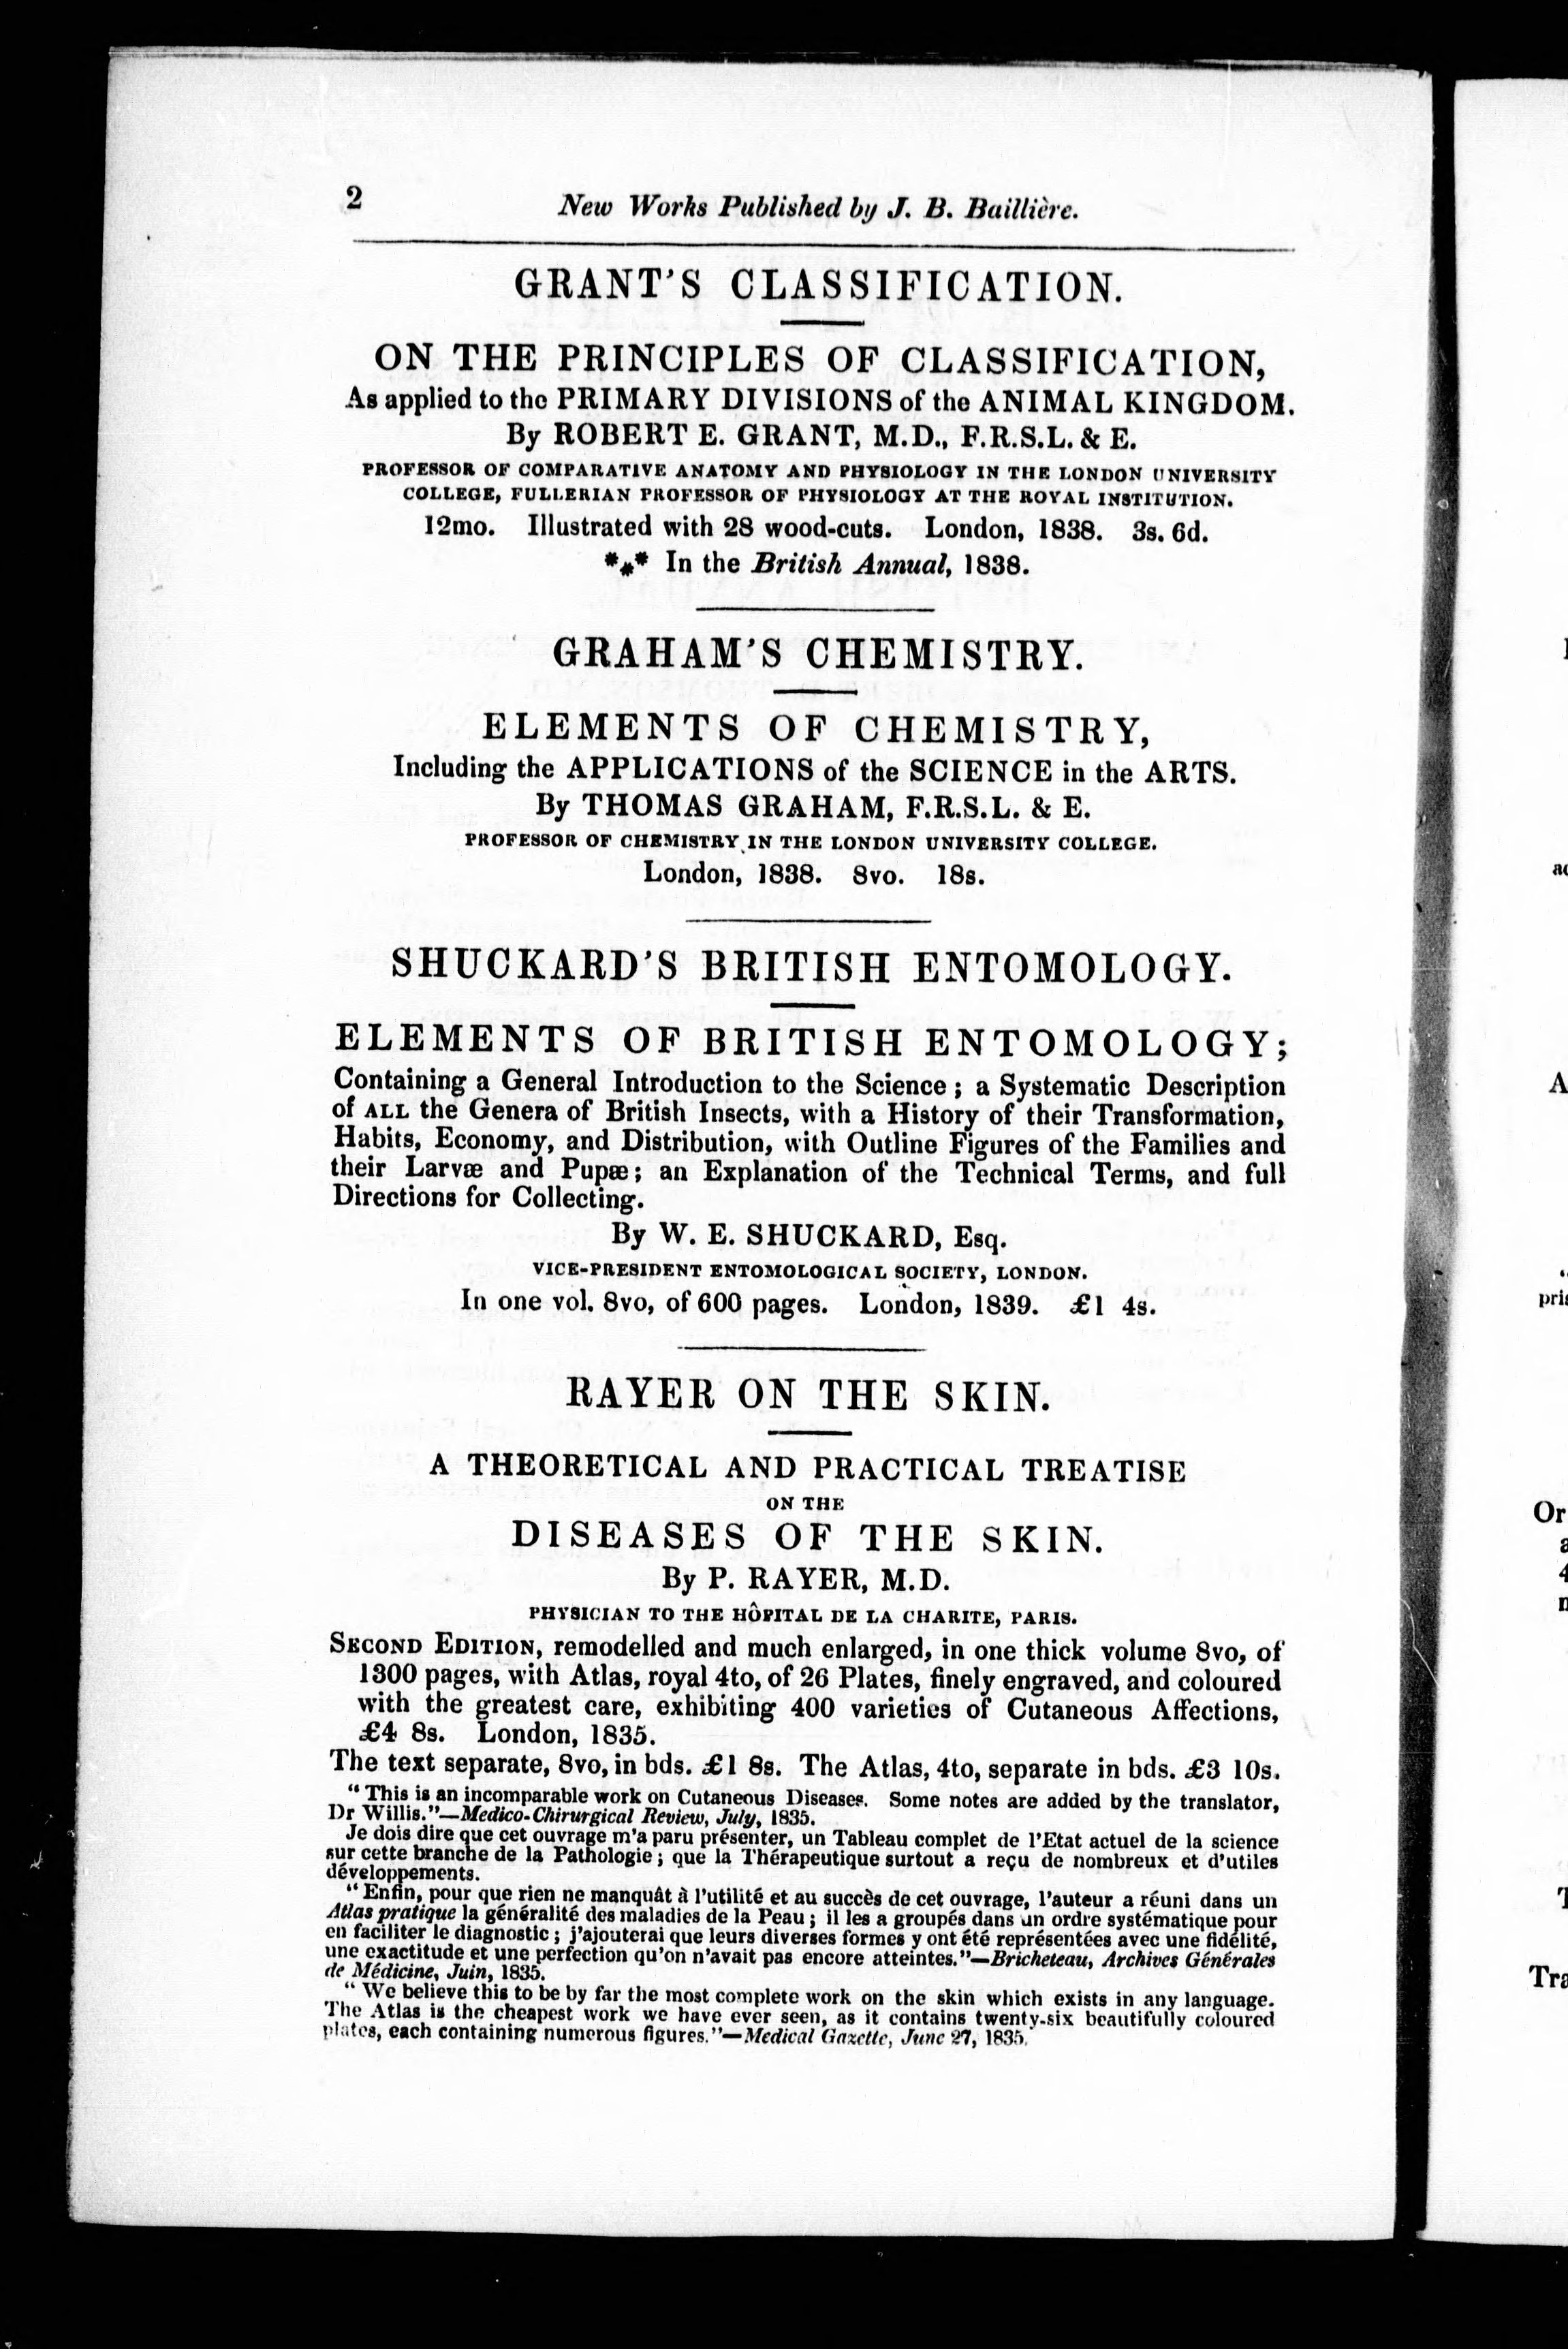 2
New Works Published by J. B. Baillière.
GRANT'S CLASSIFICATION.
ON THE PRINCIPLES OF CLASSIFICATION,
As applied to the PRIMARY DIVISIONS of the ANIMAL KINGDOM.
By ROBERT E. GRANT, M.D., F.R.S.L. & E.
PROFESSOR OF COMPARATIVE ANATOMY AND PHYSIOLOGY IN THE LONDON UNIVERSITY
COLLEGE, FULLERIAN PROFESSOR OF PHYSIOLOGY AT THE ROYAL INSTITUTION.
12mo. Illustrated with 28 wood-cuts. London, 1838. 3s. 6d.
*** In the British Annual, 1838.
GRAHAM'S CHEMISTRY.
ELEMENTS OF CHEMISTRY,
Including the APPLICATIONS of the SCIENCE in the ARTS.
By THOMAS GRAHAM, F.R.S.L. & E.
PROFESSOR OF CHEMISTRY IN THE LONDON UNIVERSITY COLLEGE.
London, 1838. 8vo. 18s.
SHUCKARD'S BRITISH ENTOMOLOGY.
ELEMENTS OF BRITISH ENTOMOLOGY;
Containing a General Introduction to the Science; a Systematic Description
of ALL the Genera of British Insects, with a History of their Transformation,
Habits, Economy, and Distribution, with Outline Figures of the Families and
their Larvæ and Pupæ; an Explanation of the Technical Terms, and full
Directions for Collecting.
By W. E. SHUCKARD, Esq.
VICE-PRESIDENT ENTOMOLOGICAL SOCIETY, LONDON.
In one vol. 8vo, of 600 pages. London, 1839. £1 4s.
RAYER ON THE SKIN.
A THEORETICAL AND PRACTICAL TREATISE
ON THE
DISEASES OF THE SKIN.
By P. RAYER, M.D.
PHYSICIAN TO THE HÔPITAL DE LA CHARITE, PARIS.
SECOND EDITION, remodelled and much enlarged, in one thick volume 8vo, of
1300 pages, with Atlas, royal 4to, of 26 Plates, finely engraved, and coloured
with the greatest care, exhibiting 400 varieties of Cutaneous Affections,
£4 8s. London, 1835.
The text separate, 8vo, in bds. £1 8s. The Atlas, 4to, separate in bds. £3 10s.
"This is an incomparable work on Cutaneous Diseases. Some notes are added by the translator,
Dr Willis."—Medico-Chirurgical Review, July, 1835.
Je dois dire que cet ouvrage m'a paru présenter, un Tableau complet de l'Etat actuel de la science
sur cette branche de la Pathologie; que la Thérapeutique surtout a reçu de nombreux et d'utiles
développements.
"Enfin, pour que rien ne manquât à l'utilité et au succès de cet ouvrage, l'auteur a réuni dans un
Atlas pratique la généralité des maladies de la Peau; il les a groupés dans un ordre systématique pour
en faciliter le diagnostic; j'ajouterai que leurs diverses formes y ont été représentées avec une fidélité,
une exactitude et une perfection qu'on n'avait pas encore atteintes."—Bricheteau, Archives Générales
de Médicine, Juin, 1835.
"We believe this to be by far the most complete work on the skin which exists in any language.
The Atlas is the cheapest work we have ever seen, as it contains twenty-six beautifully coloured
plates, each containing numerous figures."—Medical Gazette, June 27, 1835.
A
Or
4